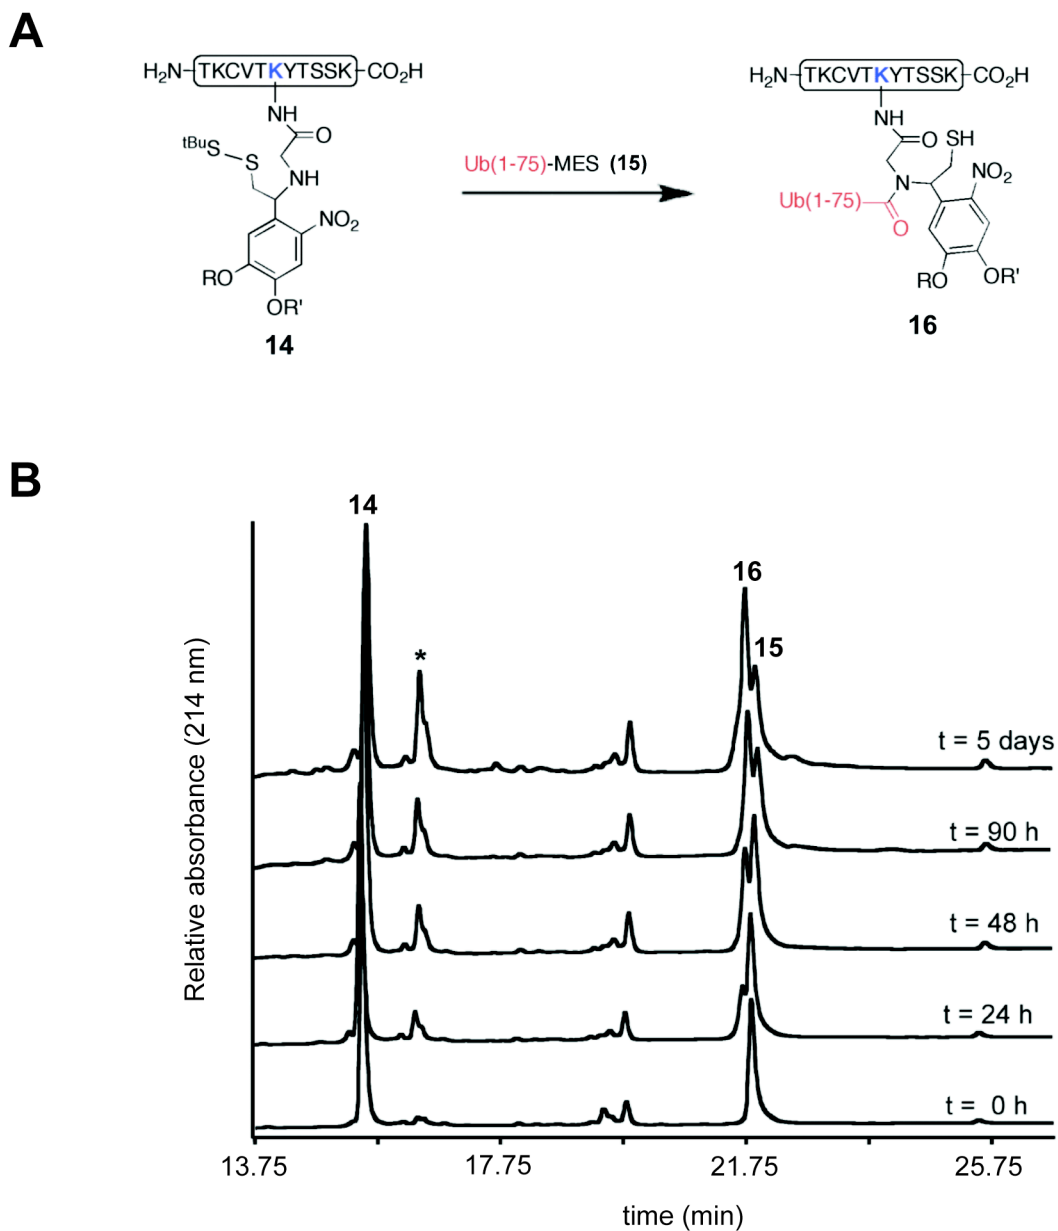 A
H₂N-TKCVTKYTSSK-CO₂H
NH
O
tBuS
S
NH
NO₂
RO
OR'
14
Ub(1-75)-MES (15)
H₂N-TKCVTKYTSSK-CO₂H
NH
O
SH
N
NO₂
Ub(1-75)
O
RO
OR'
16
B
Relative absorbance (214 nm)
14
*
16
15
t = 5 days
t = 90 h
t = 48 h
t = 24 h
t = 0 h
13.75 17.75 21.75 25.75
time (min)